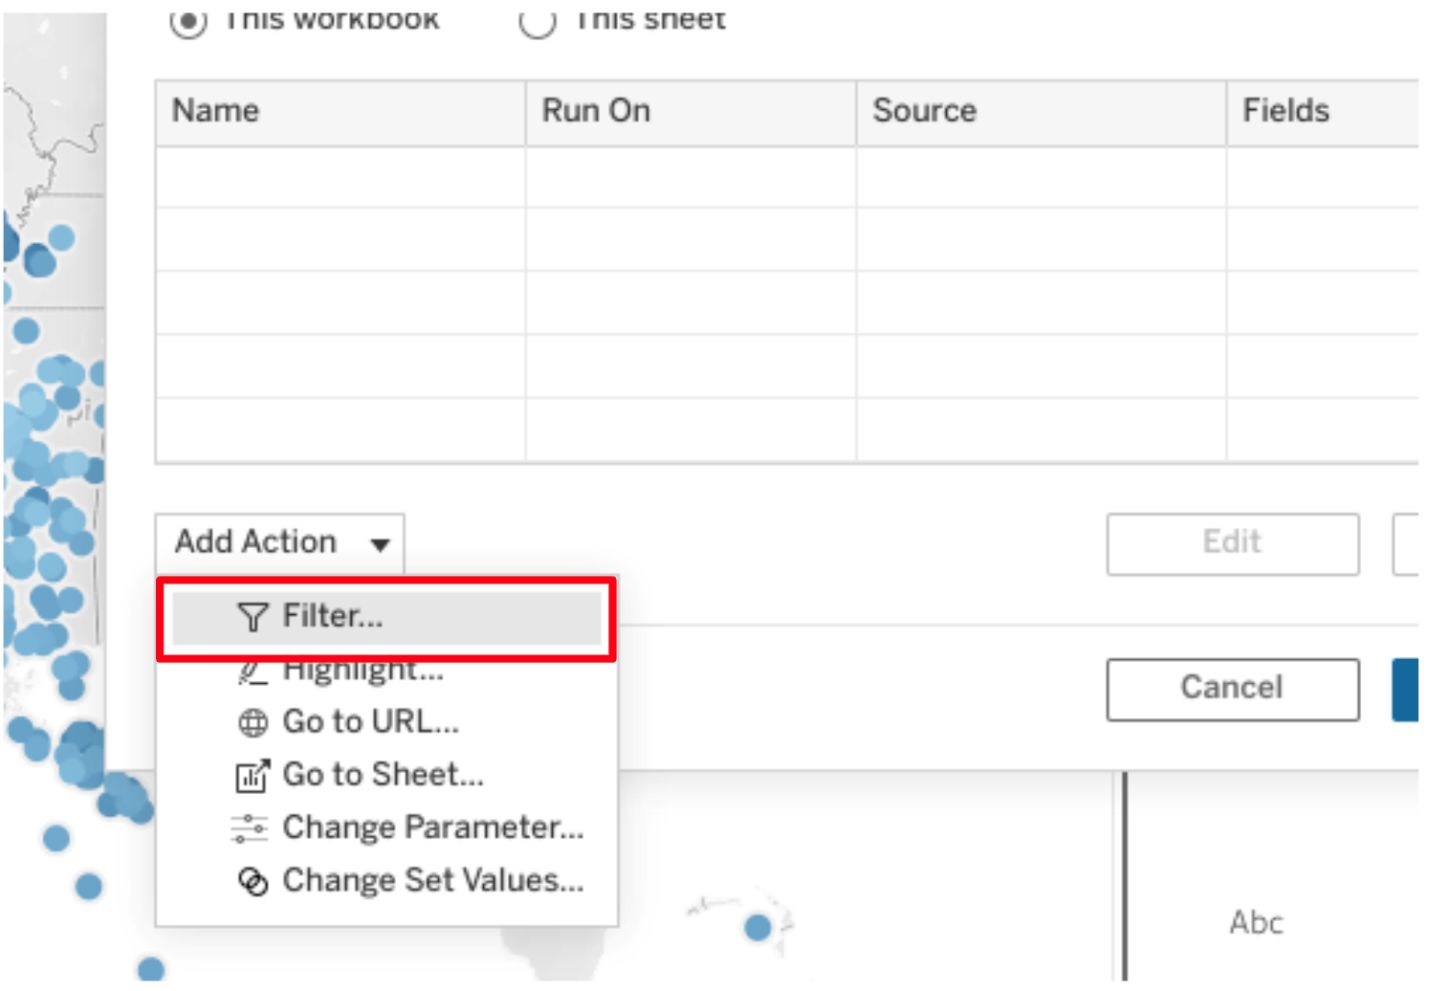 This workbook This sheet
Name Run On Source Fields
Add Action Edit
Filter...
Highlight...
Go to URL...
Cancel
Go to Sheet...
Change Parameter...
Change Set Values...
Abc